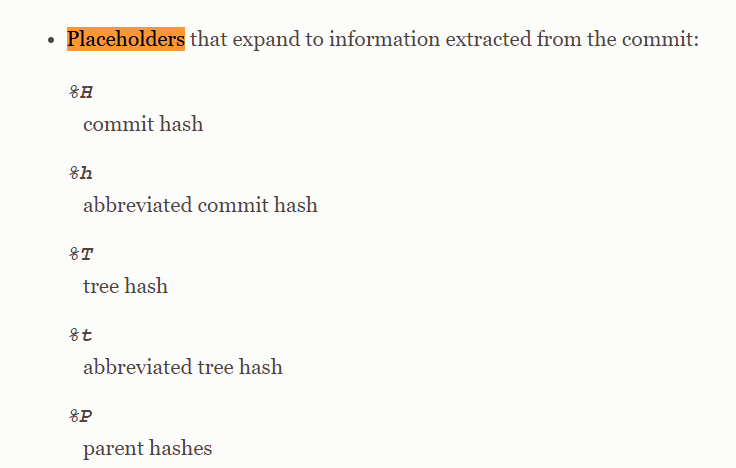 Placeholders that expand to information extracted from the commit:
%H
commit hash
%h
abbreviated commit hash
%T
tree hash
%t
abbreviated tree hash
%P
parent hashes